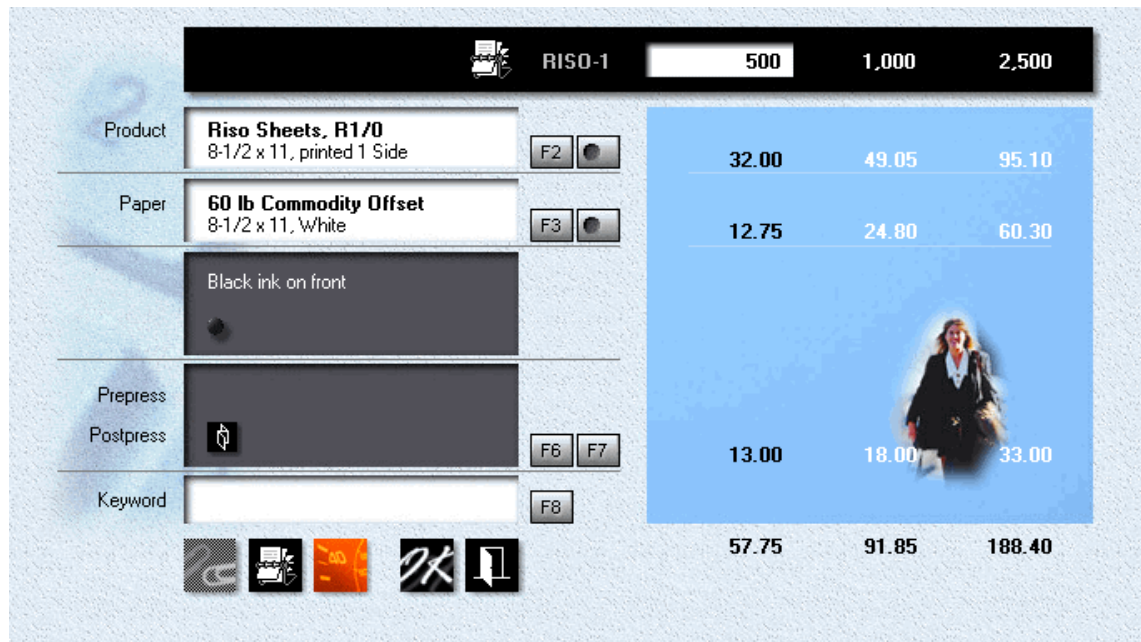 RISO-1 500 1,000 2,500
Product Riso Sheets, R1/0
8-1/2 x 11, printed 1 Side
F2 32.00 49.05 95.10
Paper 60 lb Commodity Offset
8-1/2 x 11, White
F3 12.75 24.80 60.30
Black ink on front
Prepress
Postpress F6 F7 13.00 18.00 33.00
Keyword F8
40 OK 57.75 91.85 188.40